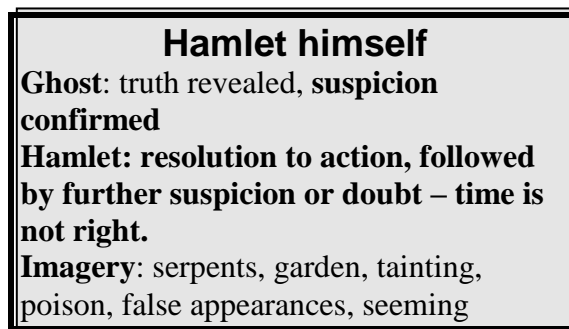 Hamlet himself
Ghost: truth revealed, suspicion
confirmed
Hamlet: resolution to action, followed
by further suspicion or doubt – time is
not right.
Imagery: serpents, garden, tainting,
poison, false appearances, seeming